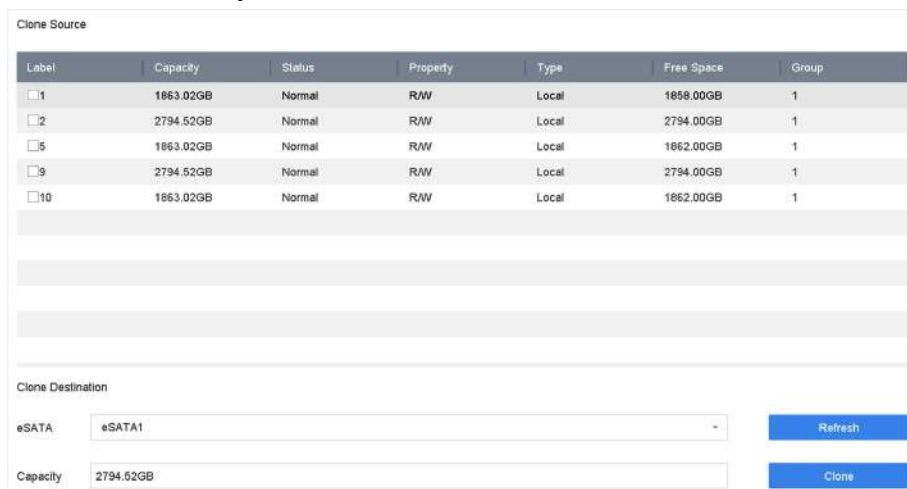 Clone Source
Label Capacity Status Property Type Free Space Group
1 1863.02GB Normal R/W Local 1858.00GB 1
2 2794.52GB Normal R/W Local 2794.00GB 1
5 1863.02GB Normal R/W Local 1862.00GB 1
9 2794.52GB Normal R/W Local 2794.00GB 1
10 1863.02GB Normal R/W Local 1862.00GB 1
Clone Destination
eSATA eSATA1 Refresh
Capacity 2794.52GB Clone